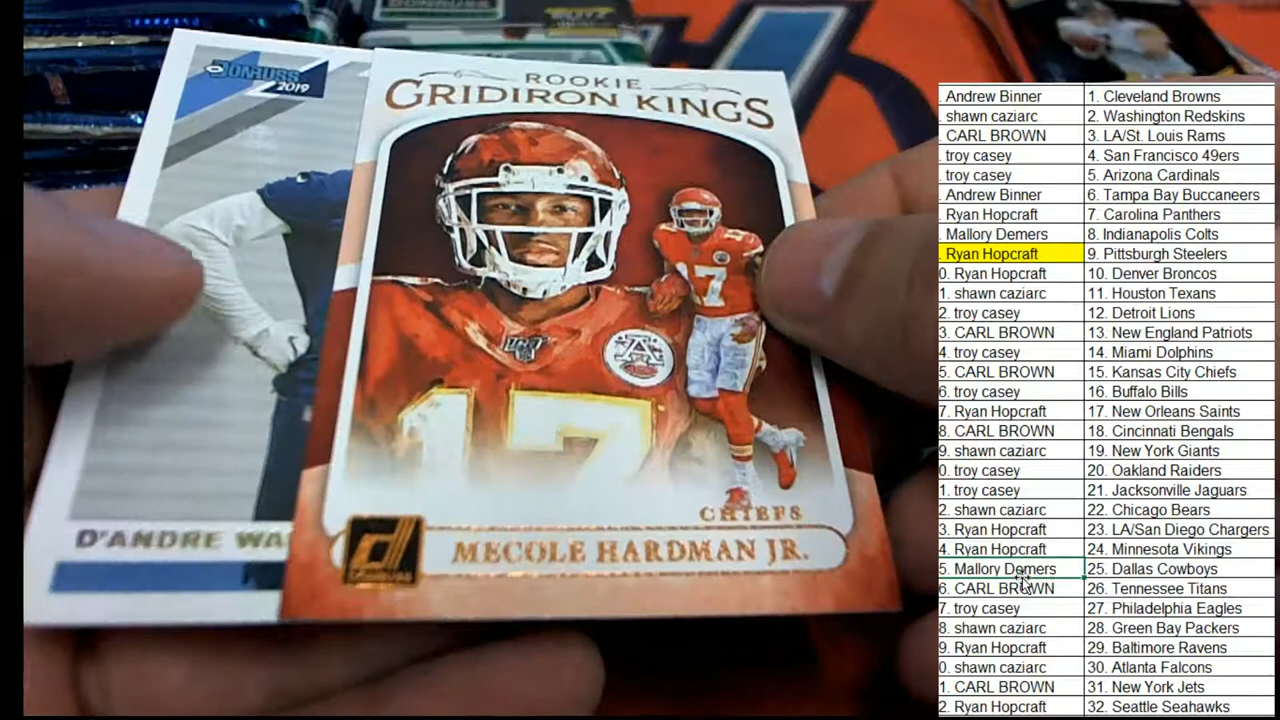 DONRUSS
2019
ROOKIE
GRIDIRON KINGS
17
17
CHIEFS
MECOLE HARDMAN JR.
D'ANDRE WA
. Andrew Binner 1. Cleveland Browns
. shawn caziarc 2. Washington Redskins
CARL BROWN 3. LA/St. Louis Rams
. troy casey 4. San Francisco 49ers
. troy casey 5. Arizona Cardinals
. Andrew Binner 6. Tampa Bay Buccaneers
Ryan Hopcraft 7. Carolina Panthers
Mallory Demers 8. Indianapolis Colts
. Ryan Hopcraft 9. Pittsburgh Steelers
0. Ryan Hopcraft 10. Denver Broncos
1. shawn caziarc 11. Houston Texans
2. troy casey 12. Detroit Lions
3. CARL BROWN 13. New England Patriots
4. troy casey 14. Miami Dolphins
5. CARL BROWN 15. Kansas City Chiefs
6. troy casey 16. Buffalo Bills
7. Ryan Hopcraft 17. New Orleans Saints
8. CARL BROWN 18. Cincinnati Bengals
9. shawn caziarc 19. New York Giants
0. troy casey 20. Oakland Raiders
1. troy casey 21. Jacksonville Jaguars
2. shawn caziarc 22. Chicago Bears
3. Ryan Hopcraft 23. LA/San Diego Chargers
4. Ryan Hopcraft 24. Minnesota Vikings
5. Mallory Demers 25. Dallas Cowboys
6. CARL BROWN 26. Tennessee Titans
7. troy casey 27. Philadelphia Eagles
8. shawn caziarc 28. Green Bay Packers
9. Ryan Hopcraft 29. Baltimore Ravens
0. shawn caziarc 30. Atlanta Falcons
1. CARL BROWN 31. New York Jets
2. Ryan Hopcraft 32. Seattle Seahawks